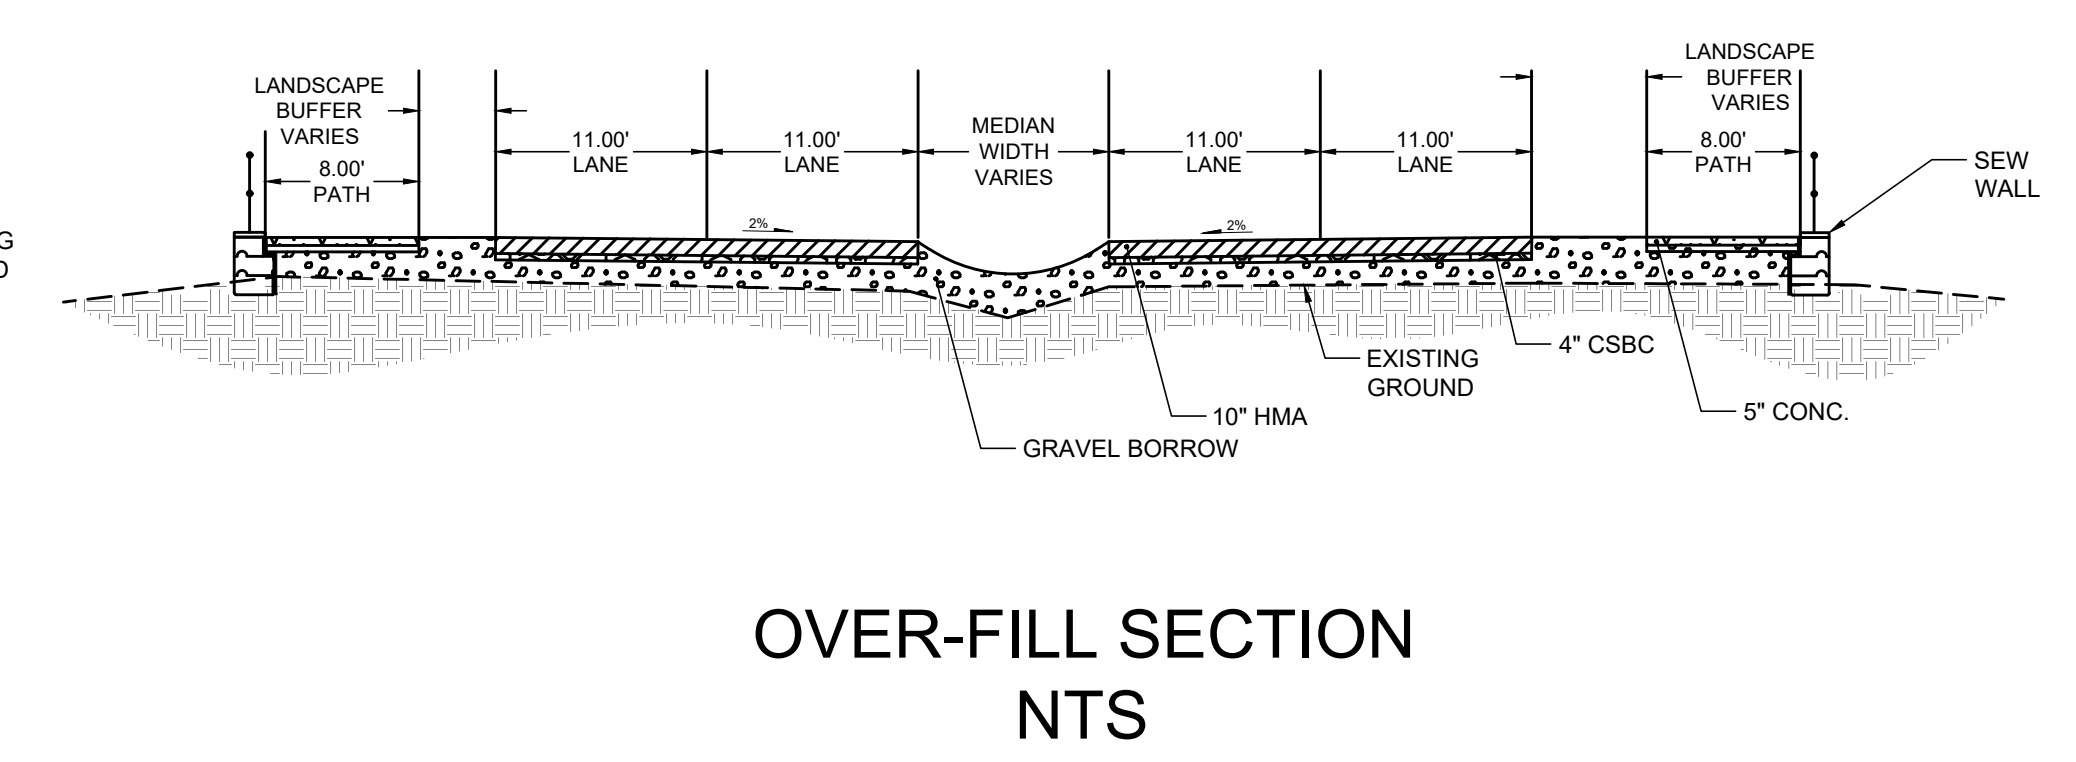 LANDSCAPE
BUFFER
VARIES
8.00'
PATH
11.00'
LANE
11.00'
LANE
MEDIAN
WIDTH
VARIES
11.00'
LANE
11.00'
LANE
LANDSCAPE
BUFFER
VARIES
8.00'
PATH
SEW
WALL
2%
2%
G
D
4" CSBC
EXISTING
GROUND
5" CONC.
10" HMA
GRAVEL BORROW
OVER-FILL SECTION
NTS